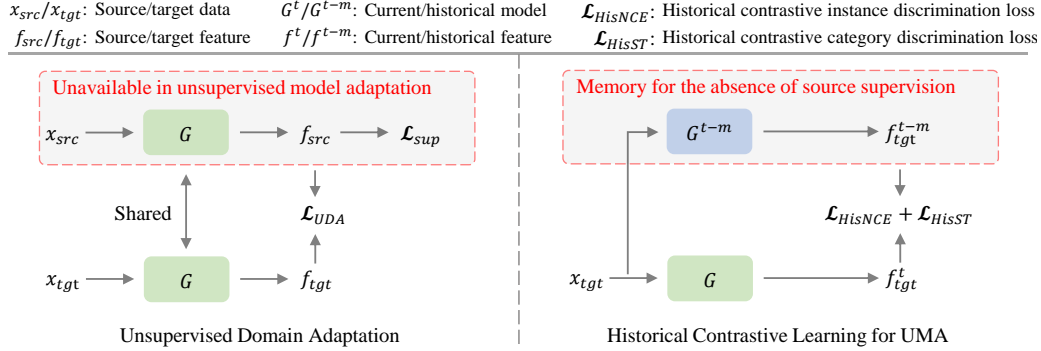 x_src/x_tgt: Source/target data G^t/G^{t−m}: Current/historical model 𝓛_HisNCE: Historical contrastive instance discrimination loss
f_src/f_tgt: Source/target feature f^t/f^{t−m}: Current/historical feature 𝓛_HisST: Historical contrastive category discrimination loss
Unavailable in unsupervised model adaptation
x_src G f_src 𝓛_sup
Shared
𝓛_UDA
x_tgt G f_tgt
Unsupervised Domain Adaptation
Memory for the absence of source supervision
G^{t−m} f_tgt^{t−m}
𝓛_HisNCE + 𝓛_HisST
x_tgt G f_tgt^t
Historical Contrastive Learning for UMA